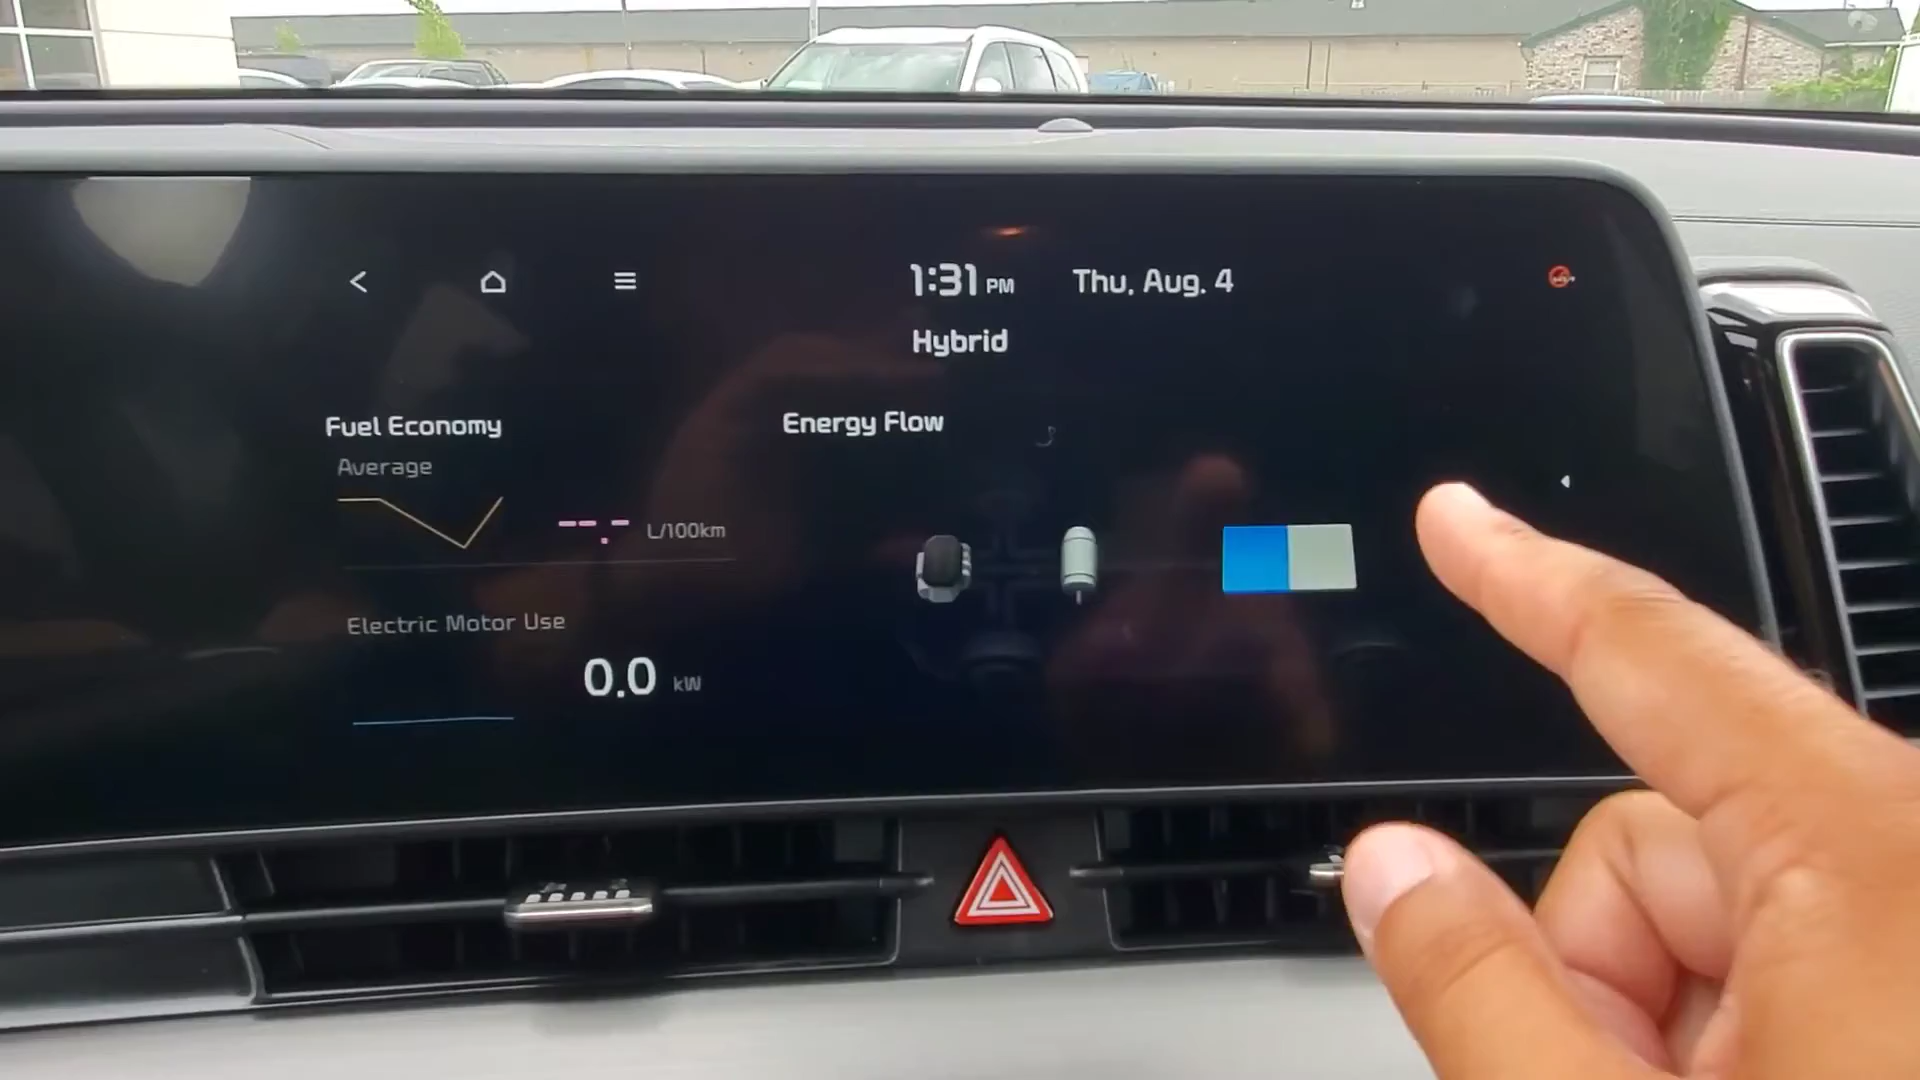 1:31 PM Thu, Aug. 4
Hybrid
Fuel Economy
Average
--.- L/100km
Electric Motor Use
0.0 kW
Energy Flow